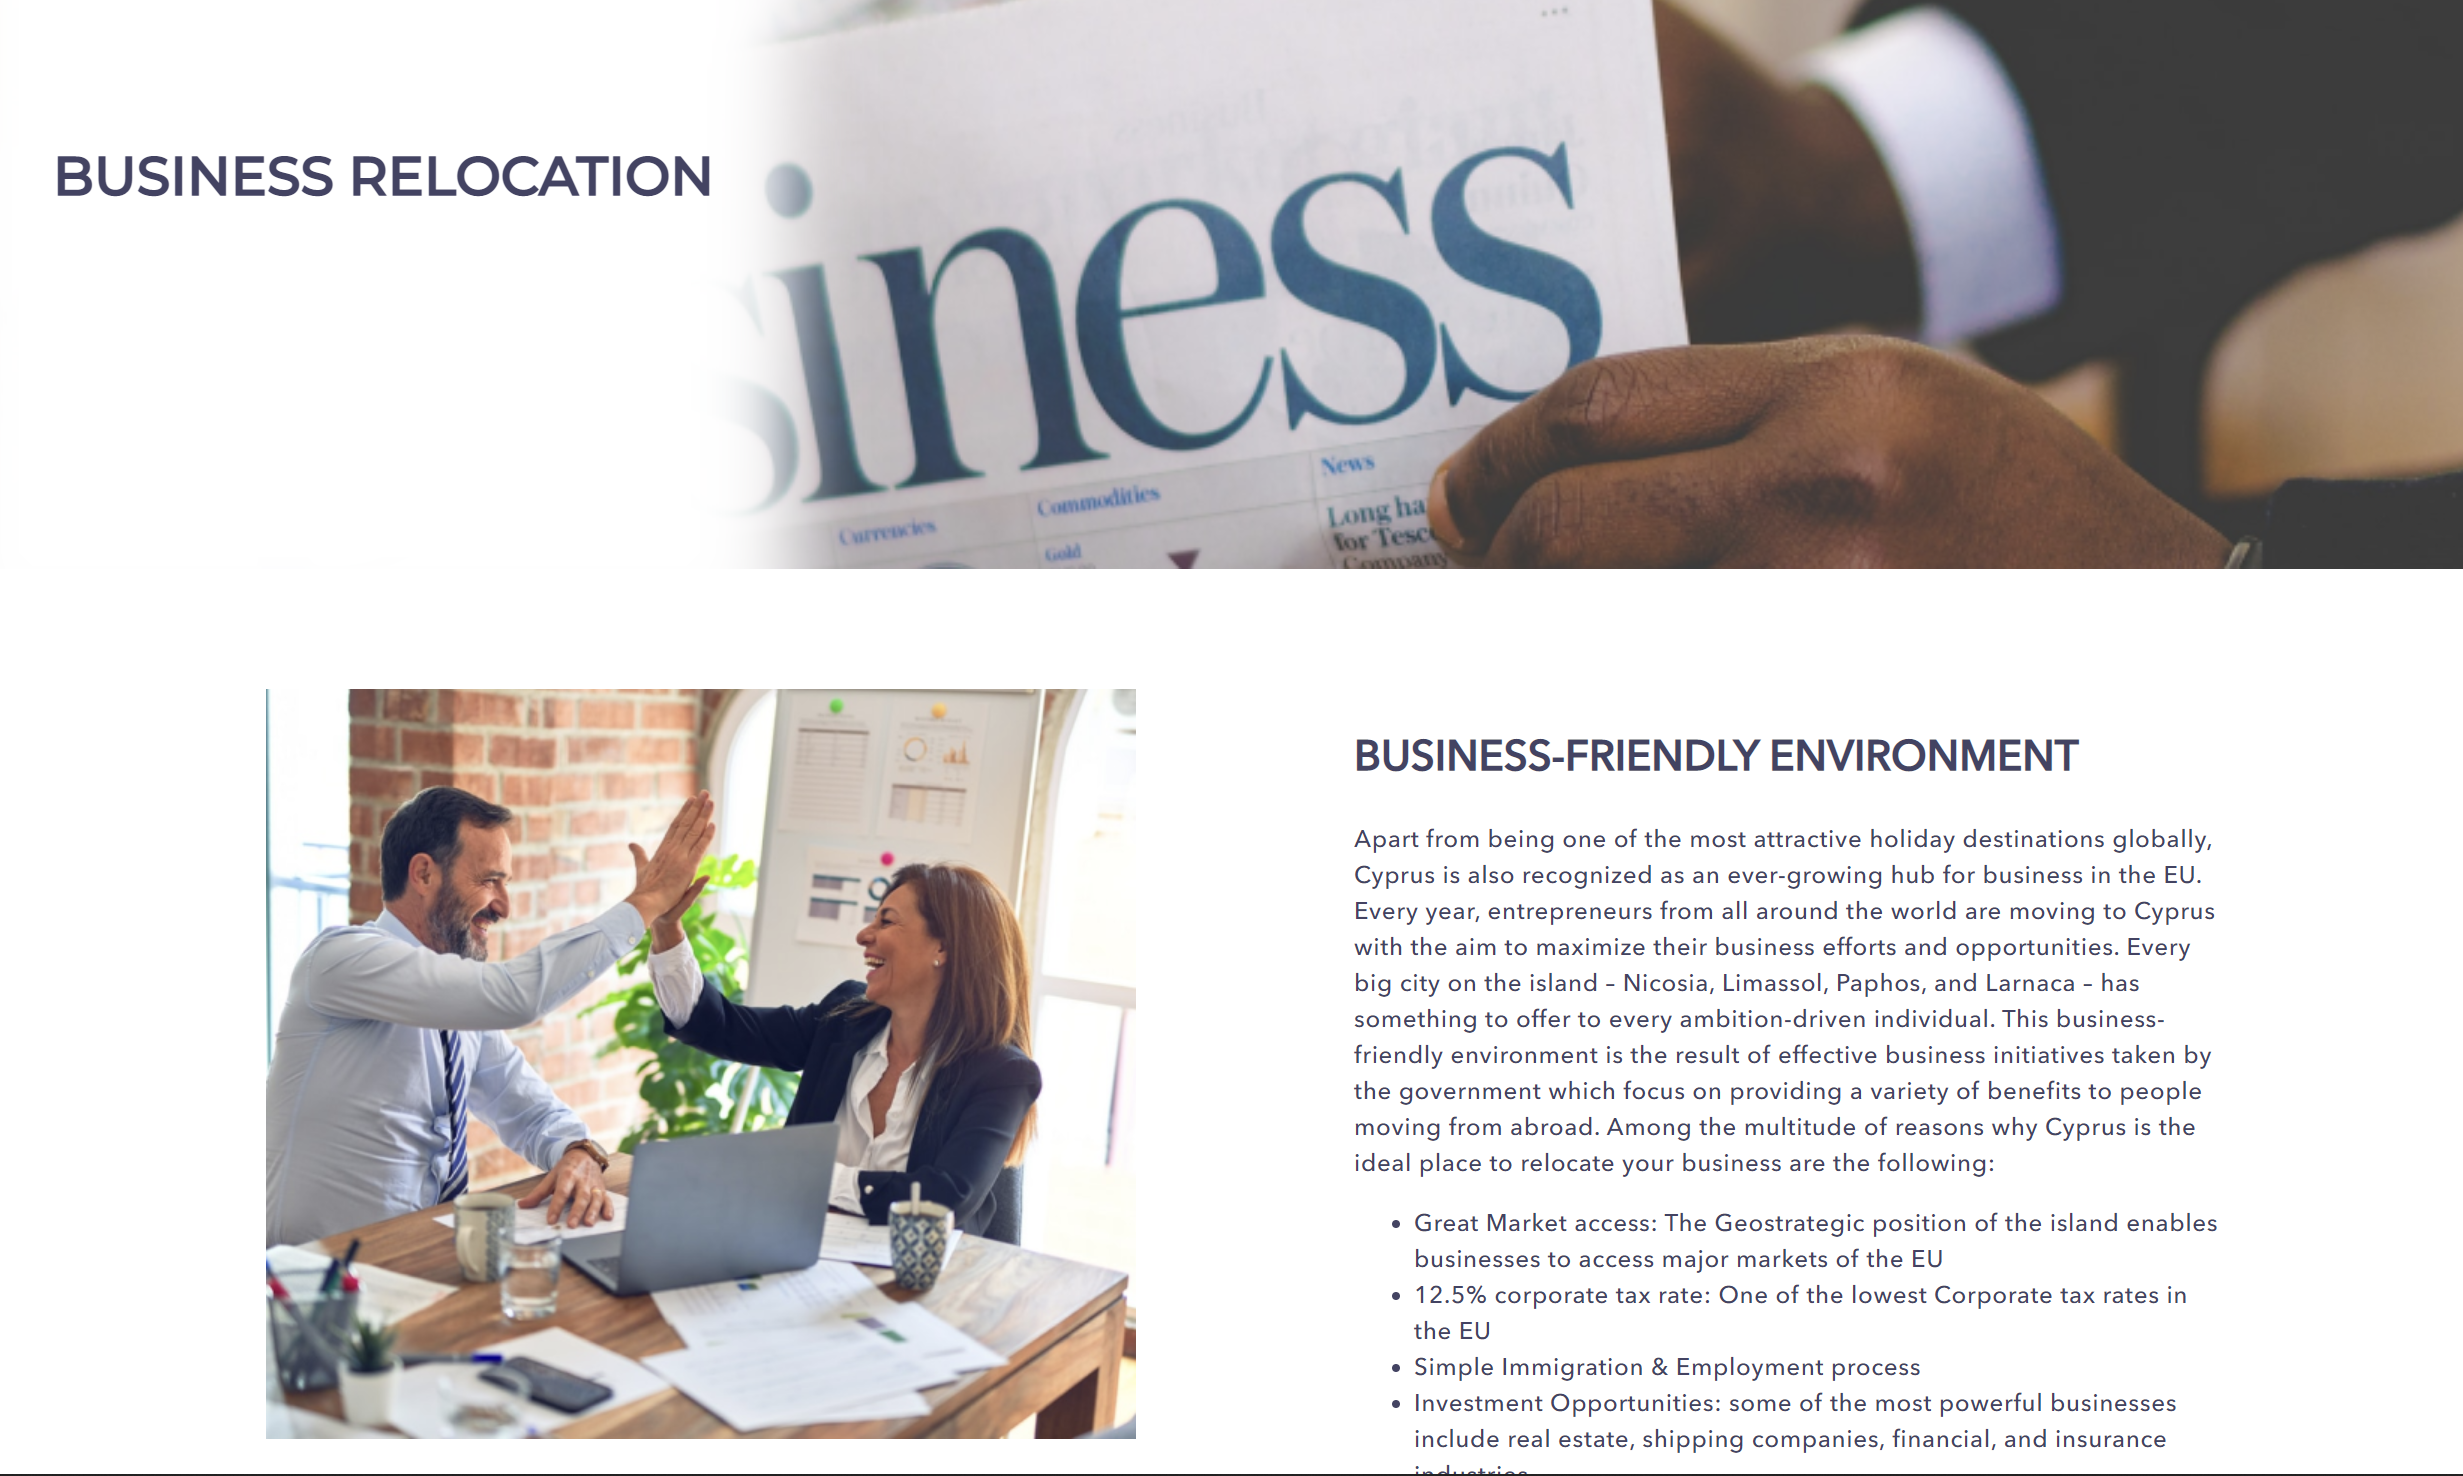 BUSINESS RELOCATION
iness
News
Commodities
Currencies
Long ha
for Tesc
Gold
Company
BUSINESS-FRIENDLY ENVIRONMENT
Apart from being one of the most attractive holiday destinations globally,
Cyprus is also recognized as an ever-growing hub for business in the EU.
Every year, entrepreneurs from all around the world are moving to Cyprus
with the aim to maximize their business efforts and opportunities. Every
big city on the island – Nicosia, Limassol, Paphos, and Larnaca – has
something to offer to every ambition-driven individual. This business-
friendly environment is the result of effective business initiatives taken by
the government which focus on providing a variety of benefits to people
moving from abroad. Among the multitude of reasons why Cyprus is the
ideal place to relocate your business are the following:
• Great Market access: The Geostrategic position of the island enables
businesses to access major markets of the EU
• 12.5% corporate tax rate: One of the lowest Corporate tax rates in
the EU
• Simple Immigration & Employment process
• Investment Opportunities: some of the most powerful businesses
include real estate, shipping companies, financial, and insurance